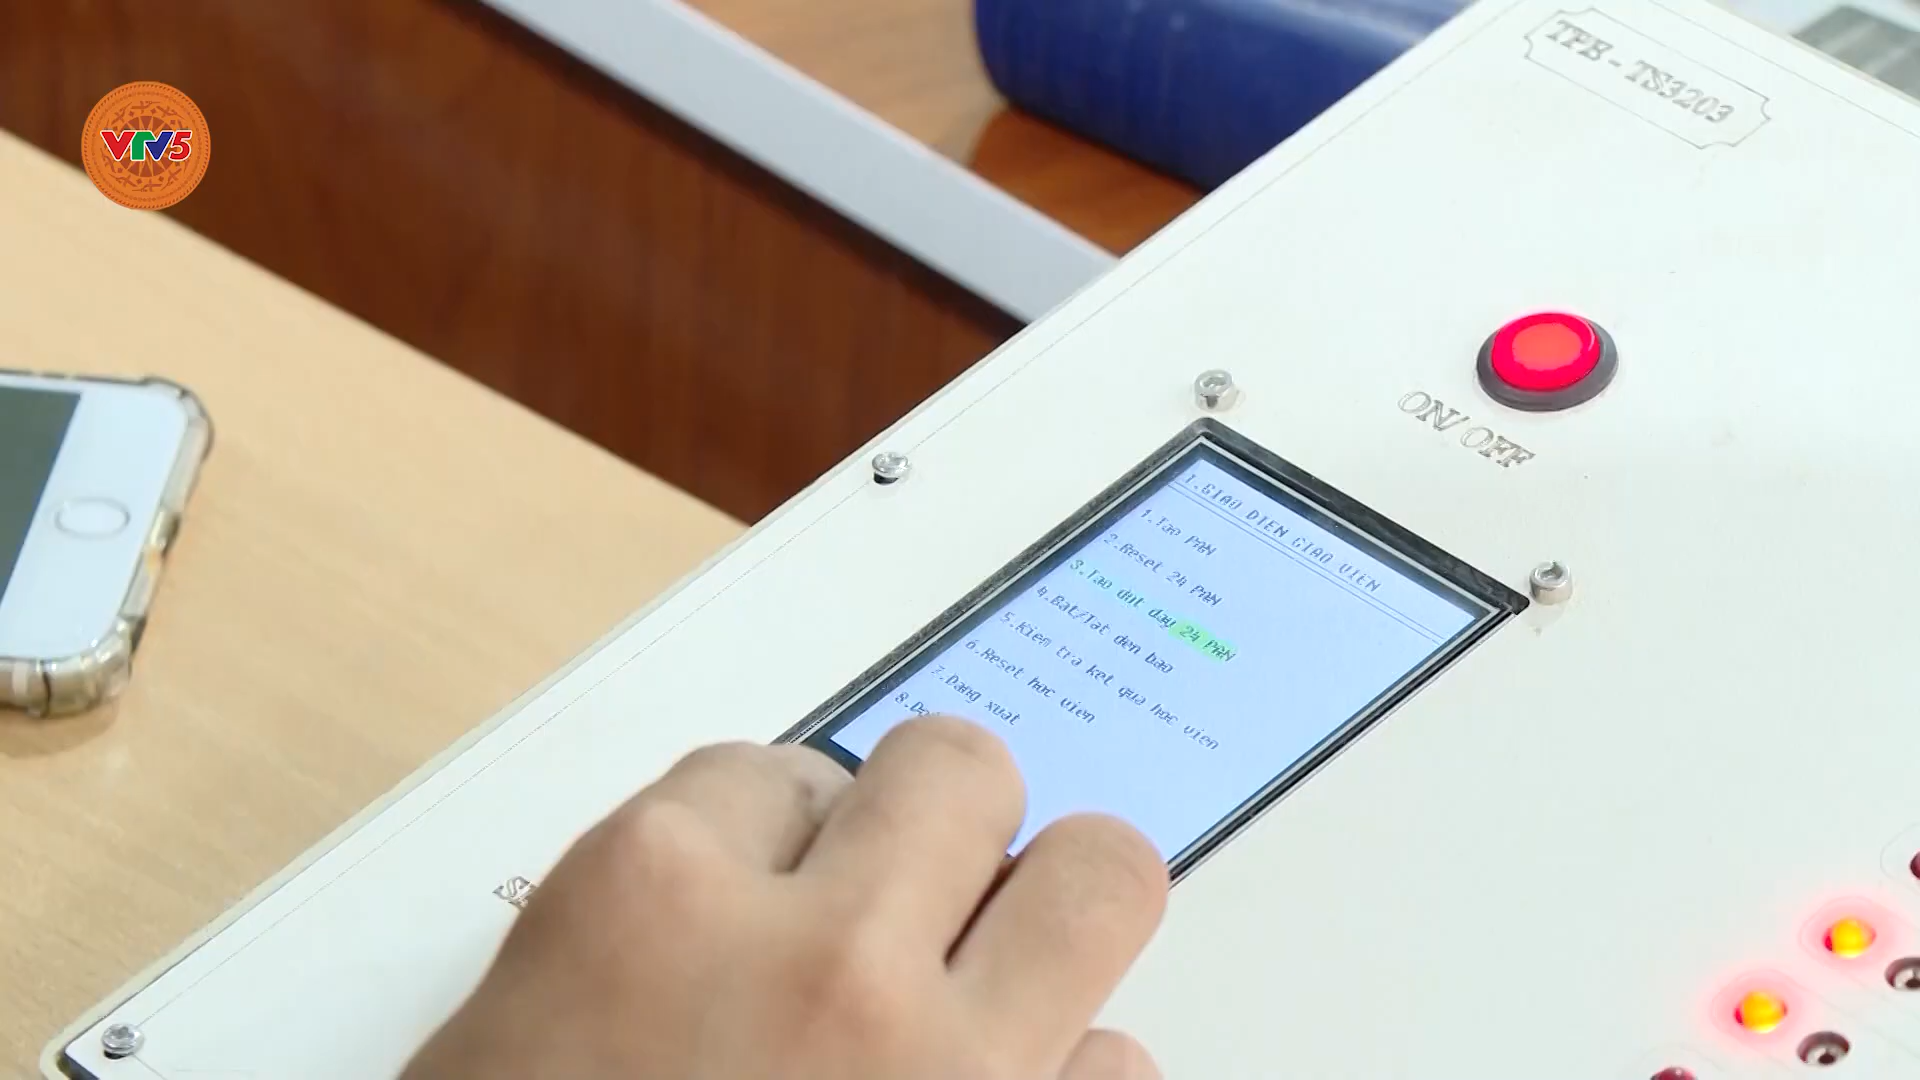 VTV5
TPE - TS3203
ON/OFF
1.GIAO DIEN GIAO VIEN
1.Tao PAN
2.Reset 24 PAN
3.Tao dut day 24 PAN
4.Bat/Tat den bao
5.Kiem tra ket qua hoc vien
6.Reset hoc vien
7.Dang xuat
8.